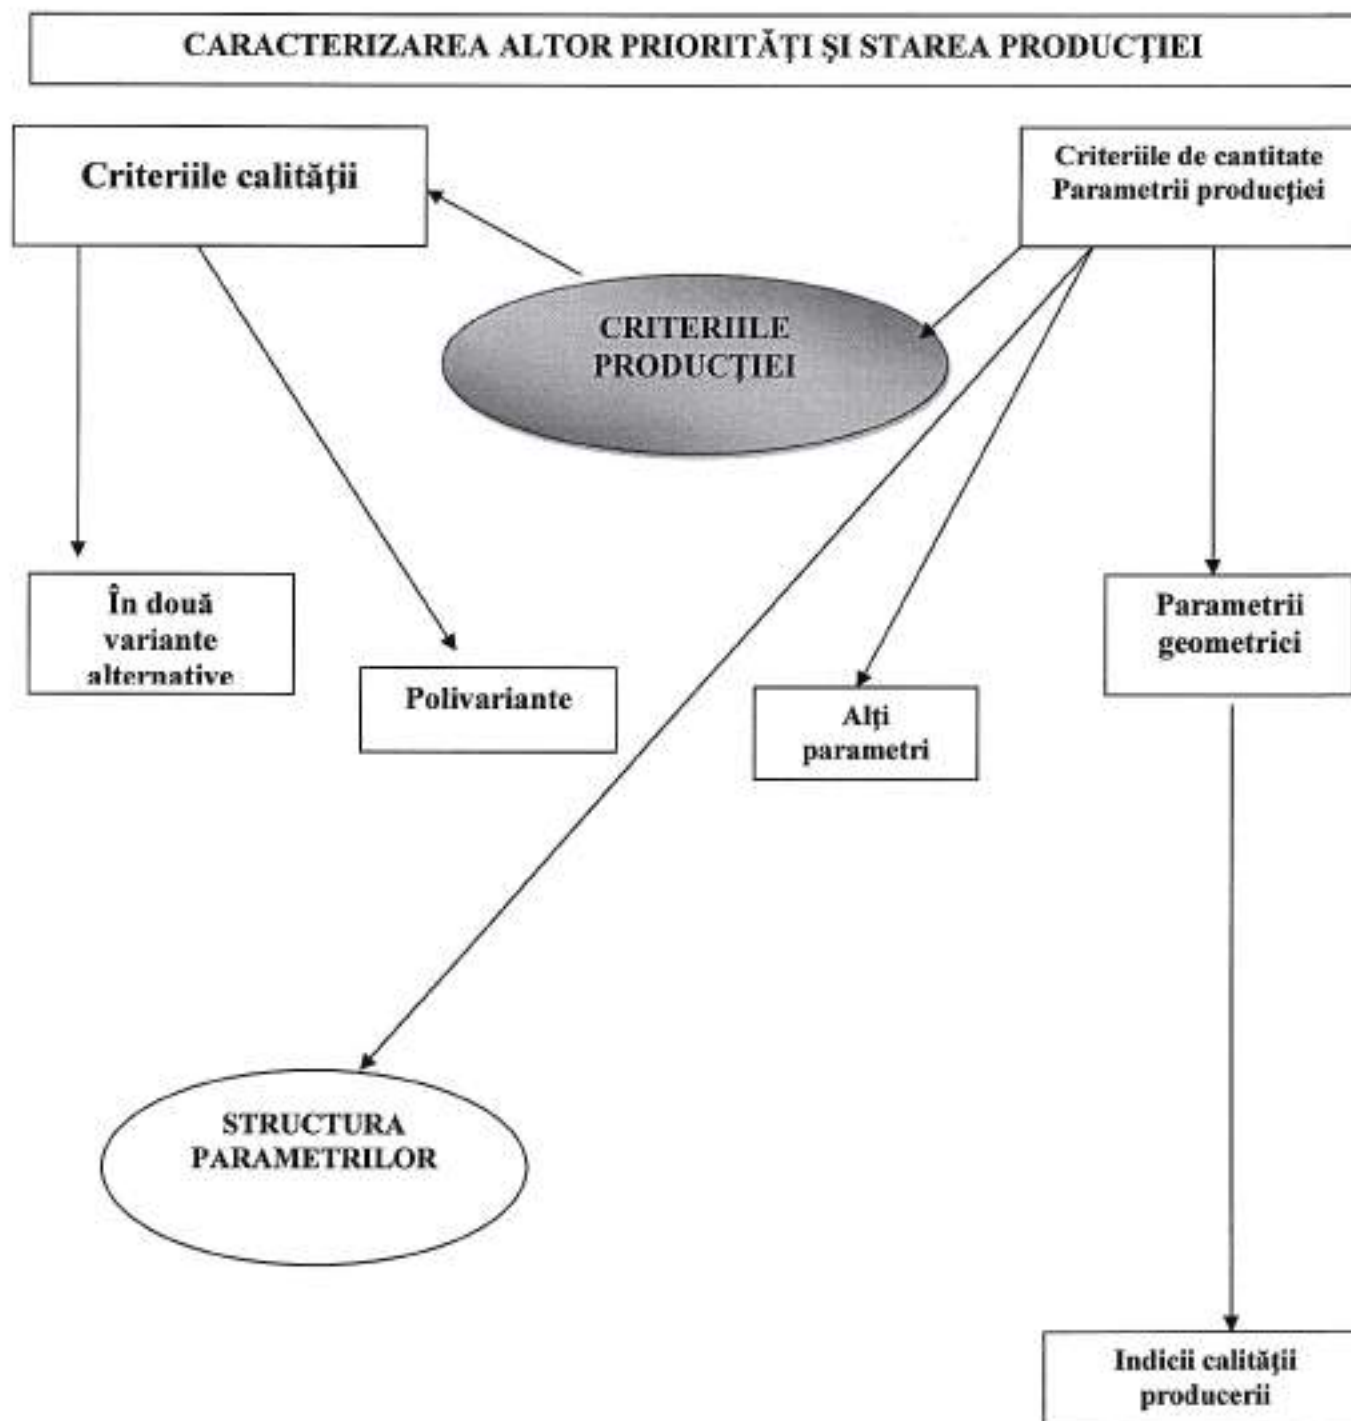 CARACTERIZAREA ALTOR PRIORITĂŢI ŞI STAREA PRODUCŢIEI
Criteriile calităţii
Criteriile de cantitate
Parametrii producţiei
CRITERIILE
PRODUCŢIEI
În două
variante
alternative
Polivariante
Alţi
parametri
Parametrii
geometrici
STRUCTURA
PARAMETRILOR
Indicii calităţii
producerii